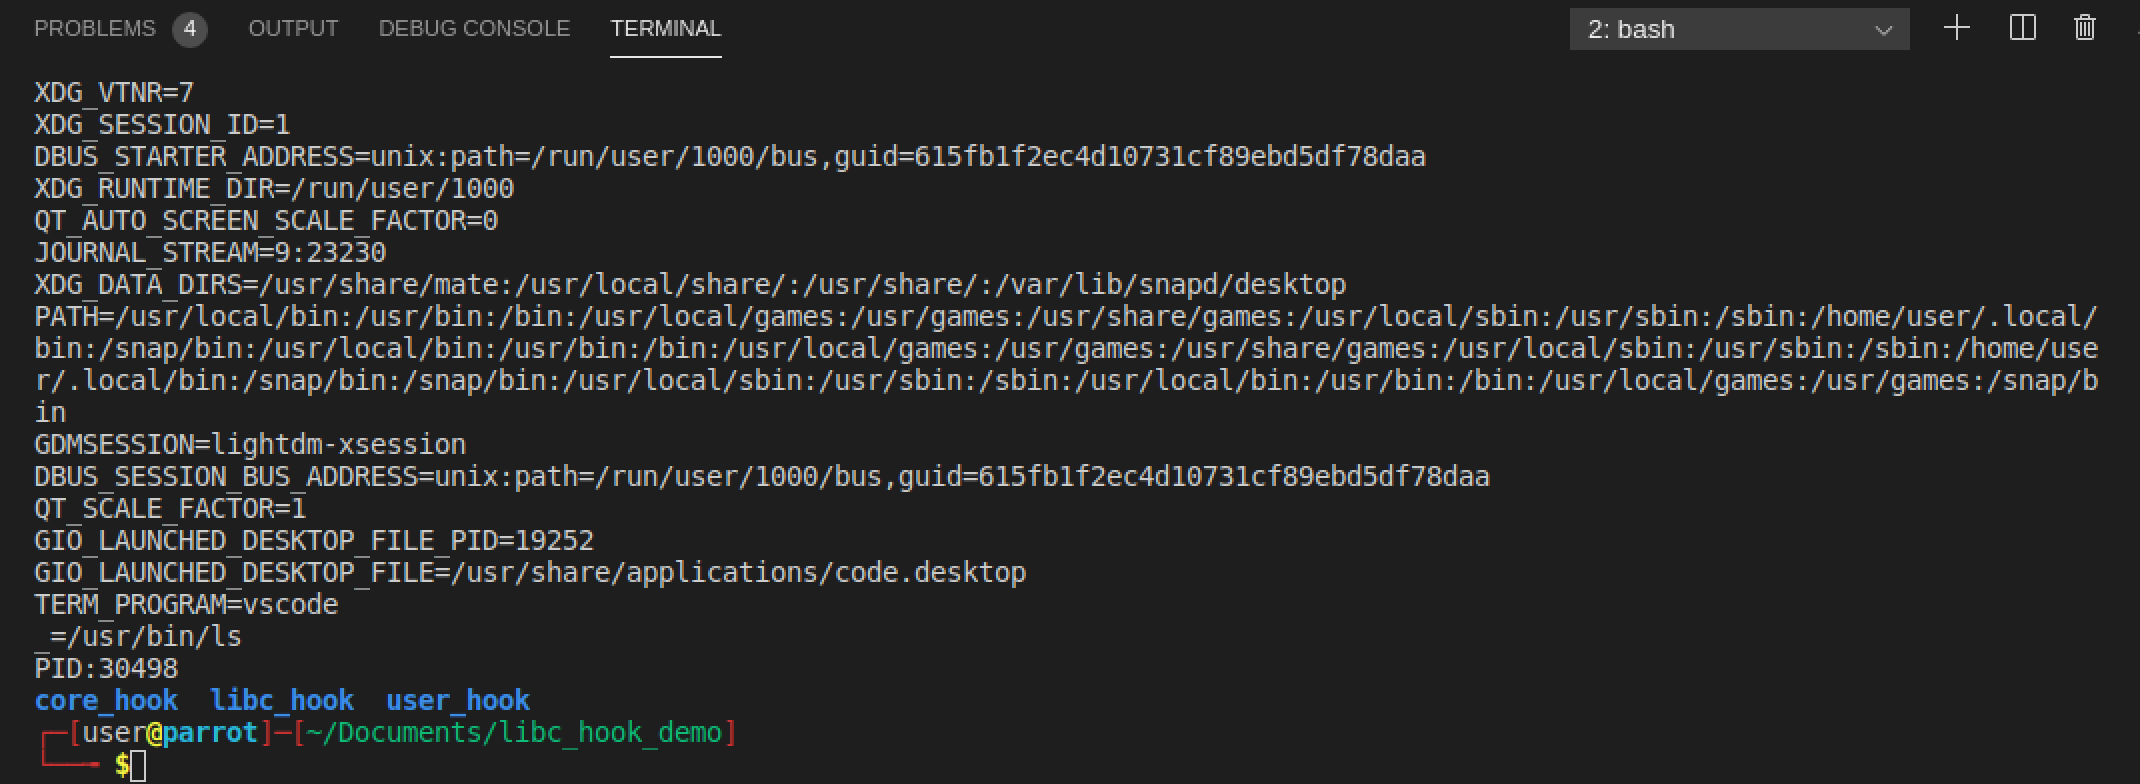 PROBLEMS 4 OUTPUT DEBUG CONSOLE TERMINAL 2: bash
XDG_VTNR=7
XDG_SESSION_ID=1
DBUS_STARTER_ADDRESS=unix:path=/run/user/1000/bus,guid=615fb1f2ec4d10731cf89ebd5df78daa
XDG_RUNTIME_DIR=/run/user/1000
QT_AUTO_SCREEN_SCALE_FACTOR=0
JOURNAL_STREAM=9:23230
XDG_DATA_DIRS=/usr/share/mate:/usr/local/share/:/usr/share/:/var/lib/snapd/desktop
PATH=/usr/local/bin:/usr/bin:/bin:/usr/local/games:/usr/games:/usr/share/games:/usr/local/sbin:/usr/sbin:/sbin:/home/user/.local/
bin:/snap/bin:/usr/local/bin:/usr/bin:/bin:/usr/local/games:/usr/games:/usr/share/games:/usr/local/sbin:/usr/sbin:/sbin:/home/use
r/.local/bin:/snap/bin:/snap/bin:/usr/local/sbin:/usr/sbin:/sbin:/usr/local/bin:/usr/bin:/bin:/usr/local/games:/usr/games:/snap/b
in
GDMSESSION=lightdm-xsession
DBUS_SESSION_BUS_ADDRESS=unix:path=/run/user/1000/bus,guid=615fb1f2ec4d10731cf89ebd5df78daa
QT_SCALE_FACTOR=1
GIO_LAUNCHED_DESKTOP_FILE_PID=19252
GIO_LAUNCHED_DESKTOP_FILE=/usr/share/applications/code.desktop
TERM_PROGRAM=vscode
_=/usr/bin/ls
PID:30498
core_hook libc_hook user_hook
┌─[user@parrot]─[~/Documents/libc_hook_demo]
└──╼ $